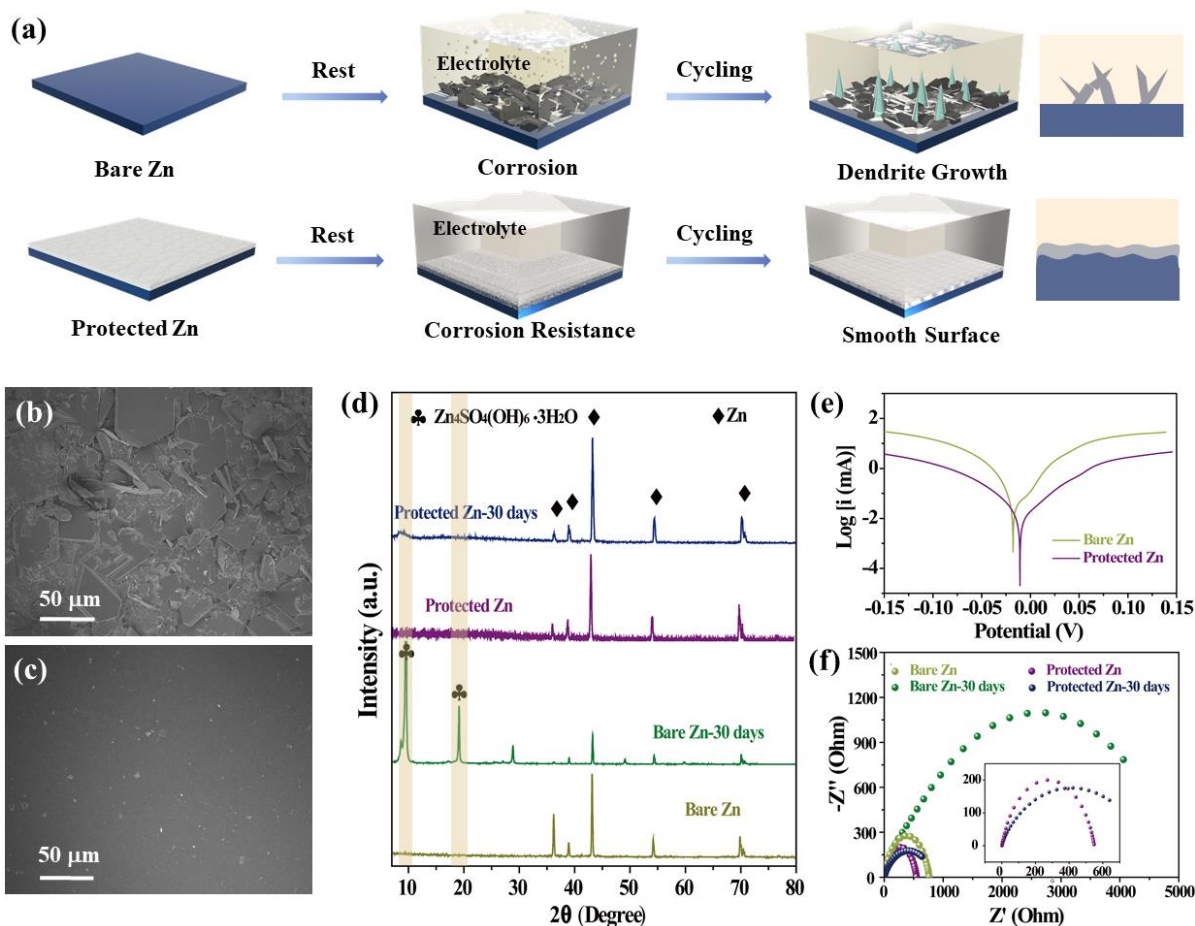 (a)
Rest
Electrolyte
Cycling
Bare Zn
Corrosion
Dendrite Growth
Rest
Electrolyte
Cycling
Protected Zn
Corrosion Resistance
Smooth Surface
(b)
50 μm
(c)
50 μm
(d)
♣ Zn₄SO₄(OH)₆ ·3H₂O ♦ ♦ Zn
Protected Zn-30 days
Protected Zn
Bare Zn-30 days
Bare Zn
Intensity (a.u.)
10 20 30 40 50 60 70 80
2θ (Degree)
(e)
Log [i (mA)]
2
0
-2
-4
Bare Zn
Protected Zn
-0.15 -0.10 -0.05 0.00 0.05 0.10 0.15
Potential (V)
(f)
-Z'' (Ohm)
1500
1200
900
600
300
0
Bare Zn Protected Zn
Bare Zn-30 days Protected Zn-30 days
200
100
0
0 200 400 600
0 1000 2000 3000 4000 5000
Z' (Ohm)